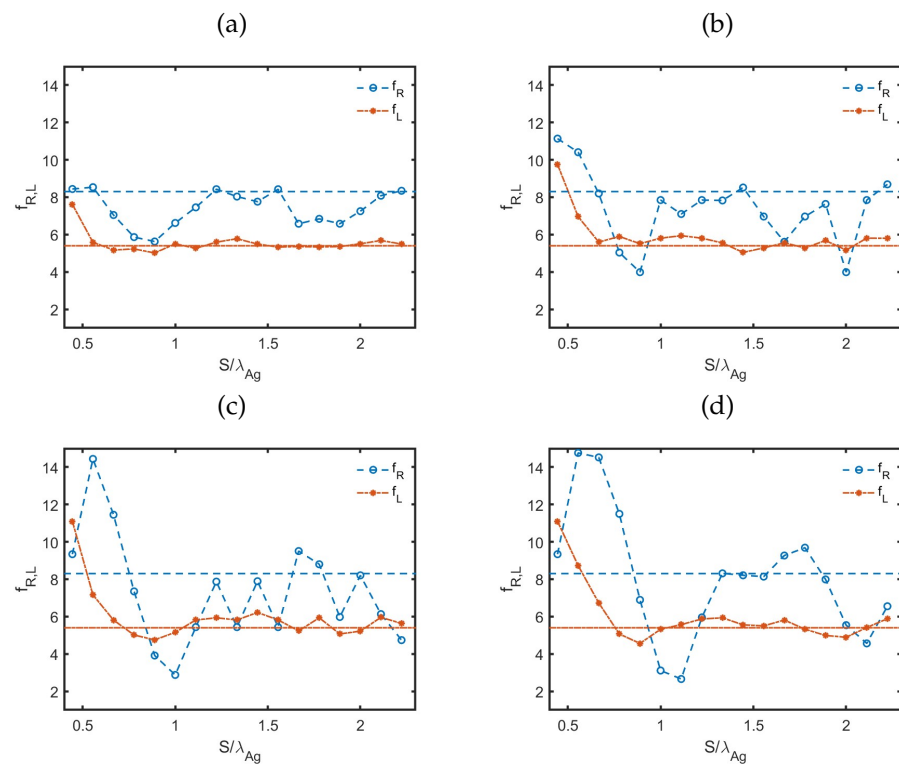 (a)
14
12
10
8
6
4
2
f_R,L
0.5
1
1.5
2
S/λ_Ag
f_R
f_L
(b)
14
12
10
8
6
4
2
f_R,L
0.5
1
1.5
2
S/λ_Ag
f_R
f_L
(c)
14
12
10
8
6
4
2
f_R,L
0.5
1
1.5
2
S/λ_Ag
f_R
f_L
(d)
14
12
10
8
6
4
2
f_R,L
0.5
1
1.5
2
S/λ_Ag
f_R
f_L